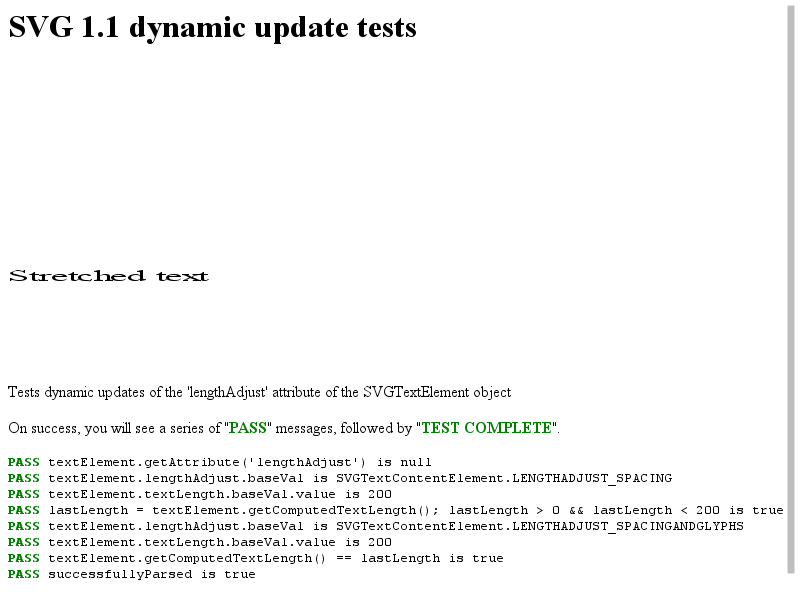 SVG 1.1 dynamic update tests
Stretched text
Tests dynamic updates of the 'lengthAdjust' attribute of the SVGTextElement object
On success, you will see a series of "PASS" messages, followed by "TEST COMPLETE".
PASS textElement.getAttribute('lengthAdjust') is null
PASS textElement.lengthAdjust.baseVal is SVGTextContentElement.LENGTHADJUST_SPACING
PASS textElement.textLength.baseVal.value is 200
PASS lastLength = textElement.getComputedTextLength(); lastLength > 0 && lastLength < 200 is true
PASS textElement.lengthAdjust.baseVal is SVGTextContentElement.LENGTHADJUST_SPACINGANDGLYPHS
PASS textElement.textLength.baseVal.value is 200
PASS textElement.getComputedTextLength() == lastLength is true
PASS successfullyParsed is true